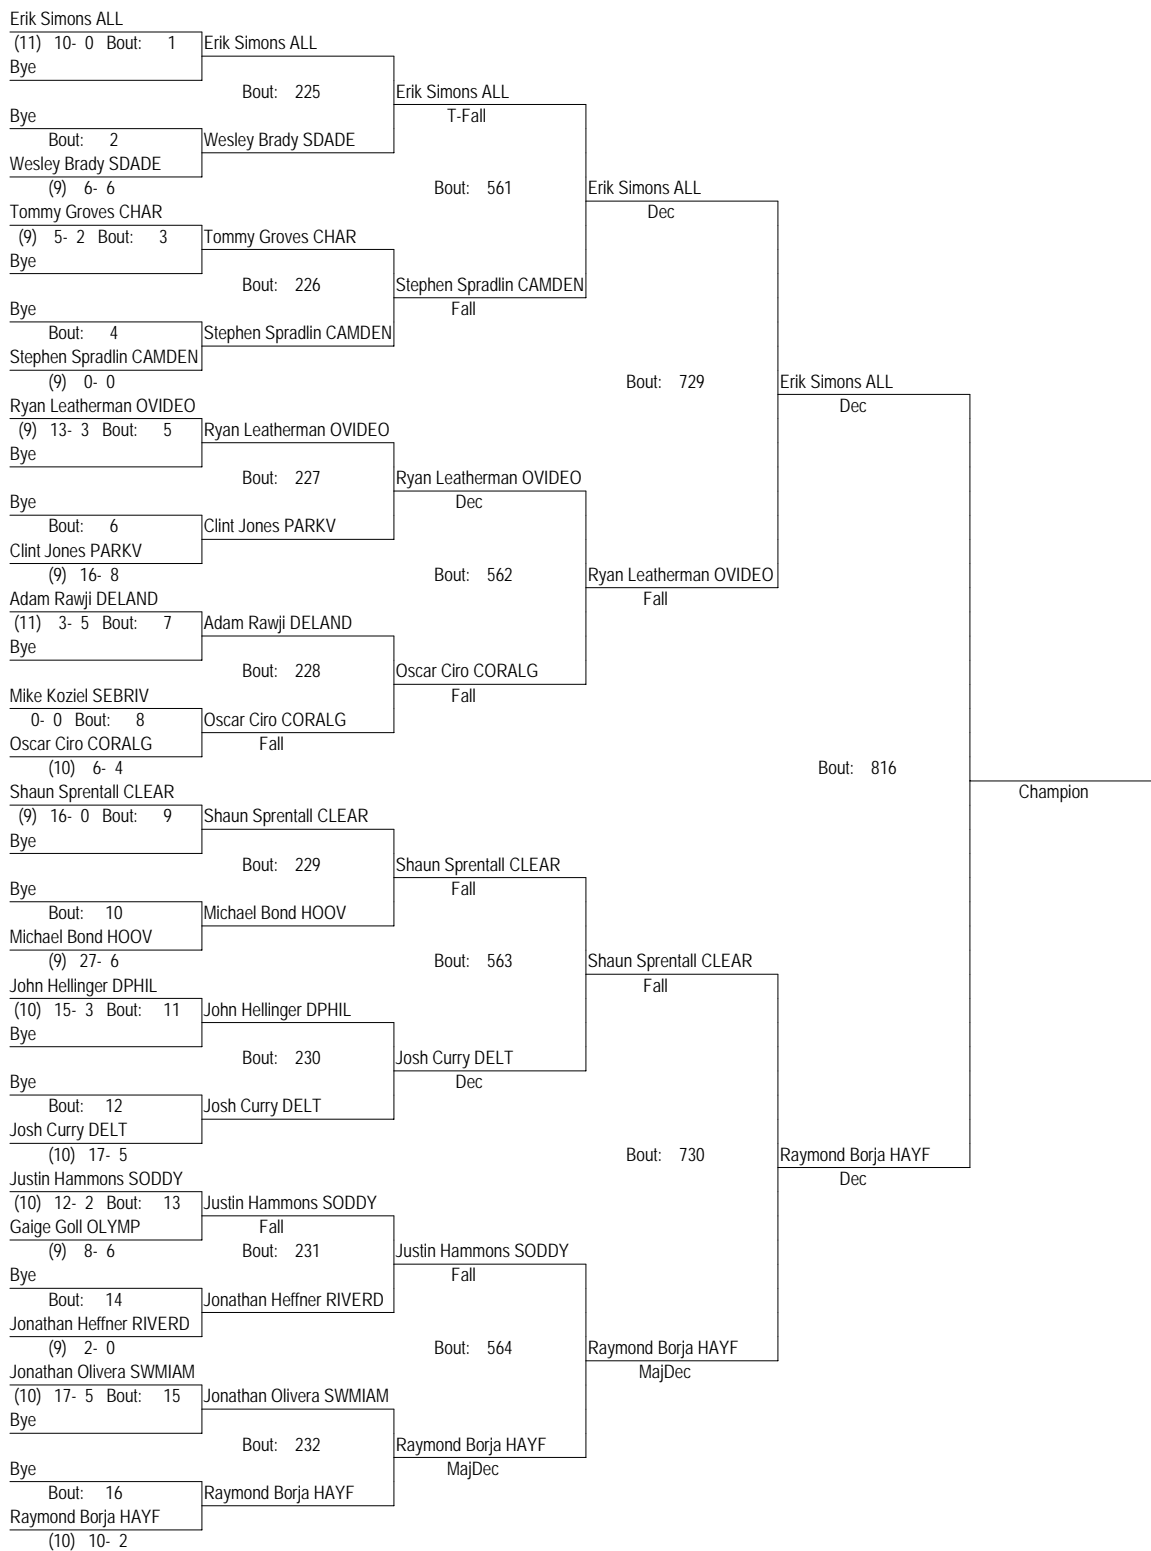 Erik Simons ALL
(11) 10- 0 Bout: 1 Erik Simons ALL
Bye
Bout: 225 Erik Simons ALL
Bye T-Fall
Bout: 2 Wesley Brady SDADE
Wesley Brady SDADE
(9) 6- 6 Bout: 561 Erik Simons ALL
Tommy Groves CHAR Dec
(9) 5- 2 Bout: 3 Tommy Groves CHAR
Bye
Bout: 226 Stephen Spradlin CAMDEN
Bye Fall
Bout: 4 Stephen Spradlin CAMDEN
Stephen Spradlin CAMDEN
(9) 0- 0 Bout: 729 Erik Simons ALL
Ryan Leatherman OVIDEO Dec
(9) 13- 3 Bout: 5 Ryan Leatherman OVIDEO
Bye
Bout: 227 Ryan Leatherman OVIDEO
Bye Dec
Bout: 6 Clint Jones PARKV
Clint Jones PARKV
(9) 16- 8 Bout: 562 Ryan Leatherman OVIDEO
Adam Rawji DELAND Fall
(11) 3- 5 Bout: 7 Adam Rawji DELAND
Bye
Bout: 228 Oscar Ciro CORALG
Mike Koziel SEBRIV Fall
0- 0 Bout: 8 Oscar Ciro CORALG
Oscar Ciro CORALG Fall
(10) 6- 4 Bout: 816
Shaun Sprentall CLEAR Champion
(9) 16- 0 Bout: 9 Shaun Sprentall CLEAR
Bye
Bout: 229 Shaun Sprentall CLEAR
Bye Fall
Bout: 10 Michael Bond HOOV
Michael Bond HOOV
(9) 27- 6 Bout: 563 Shaun Sprentall CLEAR
John Hellinger DPHIL Fall
(10) 15- 3 Bout: 11 John Hellinger DPHIL
Bye
Bout: 230 Josh Curry DELT
Bye Dec
Bout: 12 Josh Curry DELT
Josh Curry DELT
(10) 17- 5 Bout: 730 Raymond Borja HAYF
Justin Hammons SODDY Dec
(10) 12- 2 Bout: 13 Justin Hammons SODDY
Gaige Goll OLYMP Fall
(9) 8- 6 Bout: 231 Justin Hammons SODDY
Bye Fall
Bout: 14 Jonathan Heffner RIVERD
Jonathan Heffner RIVERD
(9) 2- 0 Bout: 564 Raymond Borja HAYF
Jonathan Olivera SWMIAM MajDec
(10) 17- 5 Bout: 15 Jonathan Olivera SWMIAM
Bye
Bout: 232 Raymond Borja HAYF
Bye MajDec
Bout: 16 Raymond Borja HAYF
Raymond Borja HAYF
(10) 10- 2